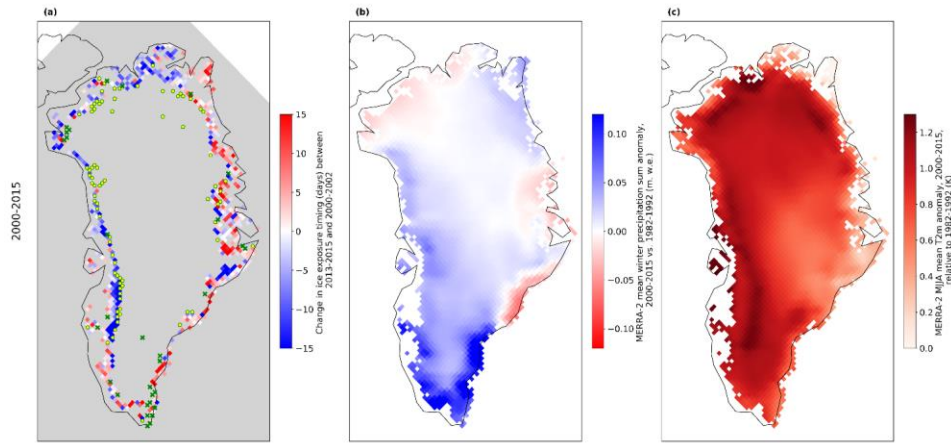 (a)
(b)
(c)
2000-2015
15
10
5
0
−5
−10
−15
Change in ice exposure timing (days) between
2013-2015 and 2000-2002
0.10
0.05
0.00
−0.05
−0.10
MERRA-2 mean winter precipitation sum anomaly,
2000-2015 vs. 1982-1992 (m. w.e.)
1.2
1.0
0.8
0.6
0.4
0.2
0.0
MERRA-2 MJJA mean T2m anomaly, 2000-2015,
relative to 1982-1992 (K)